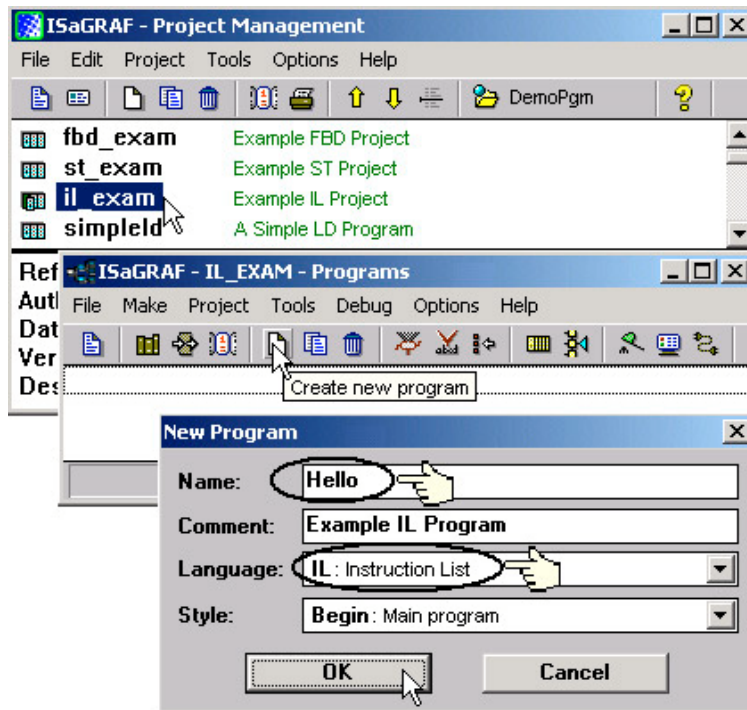 ISaGRAF - Project Management
File Edit Project Tools Options Help
DemoPgm
fbd_exam Example FBD Project
st_exam Example ST Project
il_exam Example IL Project
simpleld A Simple LD Program
Ref
Aut
Dat
Ver
Des
ISaGRAF - IL_EXAM - Programs
File Make Project Tools Debug Options Help
Create new program
New Program
Name: Hello
Comment: Example IL Program
Language: IL : Instruction List
Style: Begin : Main program
OK Cancel